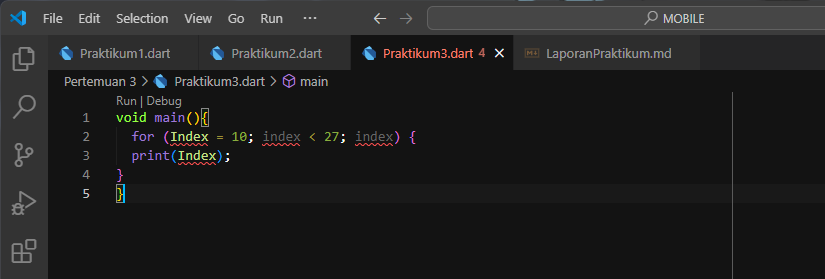 File Edit Selection View Go Run ··· ← → MOBILE
Praktikum1.dart Praktikum2.dart Praktikum3.dart 4 × LaporanPraktikum.md
Pertemuan 3 > Praktikum3.dart > main
Run | Debug
1 void main(){
2 for (Index = 10; index < 27; index) {
3 print(Index);
4 }
5 }